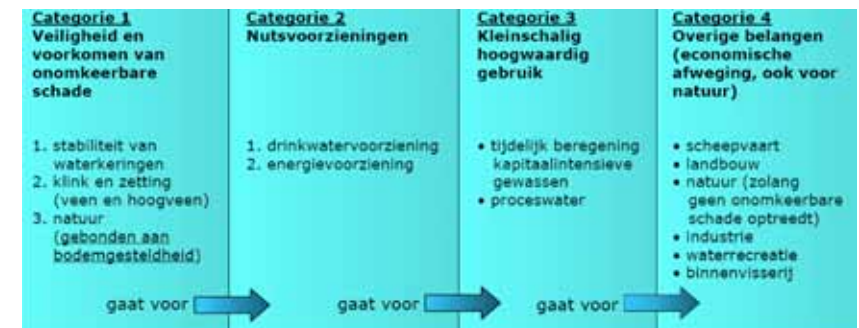 Categorie 1
Veiligheid en
voorkomen van
onomkeerbare
schade
1. stabiliteit van
waterkeringen
2. klink en zetting
(veen en hoogveen)
3. natuur
(gebonden aan
bodemgesteldheid)
gaat voor
Categorie 2
Nutsvoorzieningen
1. drinkwatervoorziening
2. energievoorziening
gaat voor
Categorie 3
Kleinschalig
hoogwaardig
gebruik
• tijdelijk beregening
kapitaalintensieve
gewassen
• proceswater
gaat voor
Categorie 4
Overige belangen
(economische
afweging, ook voor
natuur)
• scheepvaart
• landbouw
• natuur (zolang
geen onomkeerbare
schade optreedt)
• industrie
• waterrecreatie
• binnenvisserij